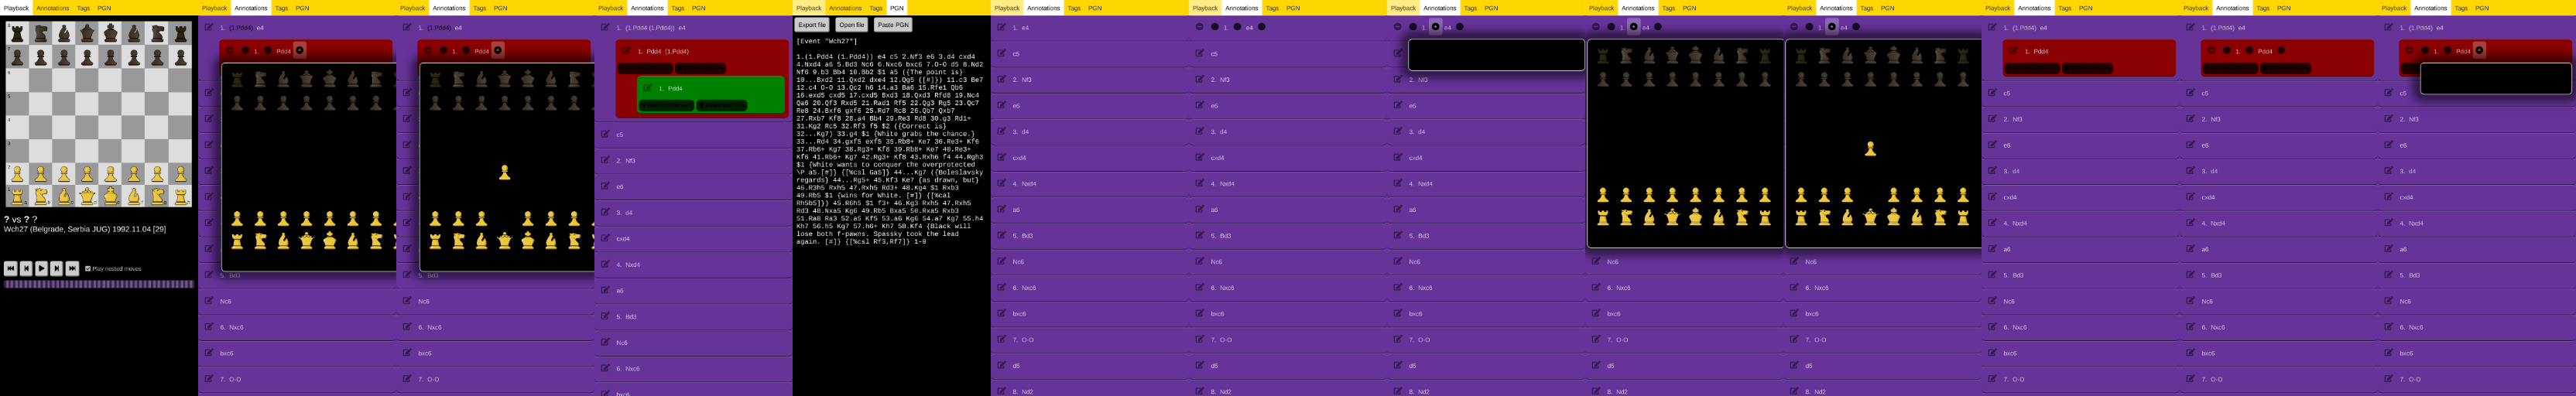 Playback Annotations Tags PGN
? vs ? ?
Wch27 (Belgrade, Serbia JUG) 1992.11.04 [29]
Play nested moves
Playback Annotations Tags PGN
1. (1.Pdd4) e4
1. Pdd4
5. Bd3
Nc6
6. Nxc6
bxc6
7. O-O
Playback Annotations Tags PGN
1. (1.Pdd4) e4
1. Pdd4
5. Bd3
Nc6
6. Nxc6
bxc6
7. O-O
Playback Annotations Tags PGN
1. (1.Pdd4 (1.Pdd4)) e4
1. Pdd4 (1.Pdd4)
1. Pdd4
c5
2. Nf3
e6
3. d4
cxd4
4. Nxd4
a6
5. Bd3
Nc6
6. Nxc6
bxc6
Playback Annotations Tags PGN
Export file Open file Paste PGN
[Event "Wch27"]
1.(1.Pdd4 (1.Pdd4)) e4 c5 2.Nf3 e6 3.d4 cxd4
4.Nxd4 a6 5.Bd3 Nc6 6.Nxc6 bxc6 7.O-O d5 8.Nd2
Nf6 9.b3 Bb4 10.Bb2 $1 a5 ({The point is}
10...Bxd2 11.Qxd2 dxe4 12.Qg5 {[#]}) 11.c3 Be7
12.c4 O-O 13.Qc2 h6 14.a3 Ba6 15.Rfe1 Qb6
16.exd5 cxd5 17.cxd5 Bxd3 18.Qxd3 Rfd8 19.Nc4
Qa6 20.Qf3 Rxd5 21.Rad1 Rf5 22.Qg3 Rg5 23.Qc7
Re8 24.Bxf6 gxf6 25.Rd7 Rc8 26.Qb7 Qxb7
27.Rxb7 Kf8 28.a4 Bb4 29.Re3 Rd8 30.g3 Rd1+
31.Kg2 Rc5 32.Rf3 f5 $2 ({Correct is}
32...Kg7) 33.g4 $1 {White grabs the chance.}
33...Rd4 34.gxf5 exf5 35.Rb8+ Ke7 36.Re3+ Kf6
37.Rb6+ Kg7 38.Rg3+ Kf8 39.Rb8+ Ke7 40.Re3+
Kf6 41.Rb6+ Kg7 42.Rg3+ Kf8 43.Rxh6 f4 44.Rgh3
$1 {White wants to conquer the overprotected
\P a5.[#]} {[%csl Ga5]} 44...Kg7 ({Boleslavsky
regards} 44...Rg5+ 45.Kf3 Ke7 {as drawn, but}
46.R3h5 Rxh5 47.Rxh5 Rd3+ 48.Kg4 $1 Rxb3
49.Rb5 $1 {wins for White. [#]} {[%cal
Rh5b5]}) 45.R6h5 $1 f3+ 46.Kg3 Rxh5 47.Rxh5
Rd3 48.Nxa5 Kg6 49.Rb5 Bxa5 50.Rxa5 Rxb3
51.Ra8 Ra3 52.a5 Kf5 53.a6 Kg6 54.a7 Kg7 55.h4
Kh7 56.h5 Kg7 57.h6+ Kh7 58.Kf4 {Black will
lose both f-pawns. Spassky took the lead
again. [#]} {[%csl Rf3,Rf7]} 1-0
Playback Annotations Tags PGN
1. e4
c5
2. Nf3
e6
3. d4
cxd4
4. Nxd4
a6
5. Bd3
Nc6
6. Nxc6
bxc6
7. O-O
d5
8. Nd2
Playback Annotations Tags PGN
1. e4
c5
2. Nf3
e6
3. d4
cxd4
4. Nxd4
a6
5. Bd3
Nc6
6. Nxc6
bxc6
7. O-O
d5
8. Nd2
Playback Annotations Tags PGN
1. e4
2. Nf3
e6
3. d4
cxd4
4. Nxd4
a6
5. Bd3
Nc6
6. Nxc6
bxc6
7. O-O
d5
8. Nd2
Playback Annotations Tags PGN
1. e4
Nc6
6. Nxc6
bxc6
7. O-O
d5
8. Nd2
Playback Annotations Tags PGN
1. e4
Nc6
6. Nxc6
bxc6
7. O-O
d5
8. Nd2
Playback Annotations Tags PGN
1. (1.Pdd4) e4
1. Pdd4
c5
2. Nf3
e6
3. d4
cxd4
4. Nxd4
a6
5. Bd3
Nc6
6. Nxc6
bxc6
7. O-O
Playback Annotations Tags PGN
1. (1.Pdd4) e4
1. Pdd4
c5
2. Nf3
e6
3. d4
cxd4
4. Nxd4
a6
5. Bd3
Nc6
6. Nxc6
bxc6
7. O-O
Playback Annotations Tags PGN
1. (1.Pdd4) e4
1. Pdd4
c5
2. Nf3
e6
3. d4
cxd4
4. Nxd4
a6
5. Bd3
Nc6
6. Nxc6
bxc6
7. O-O